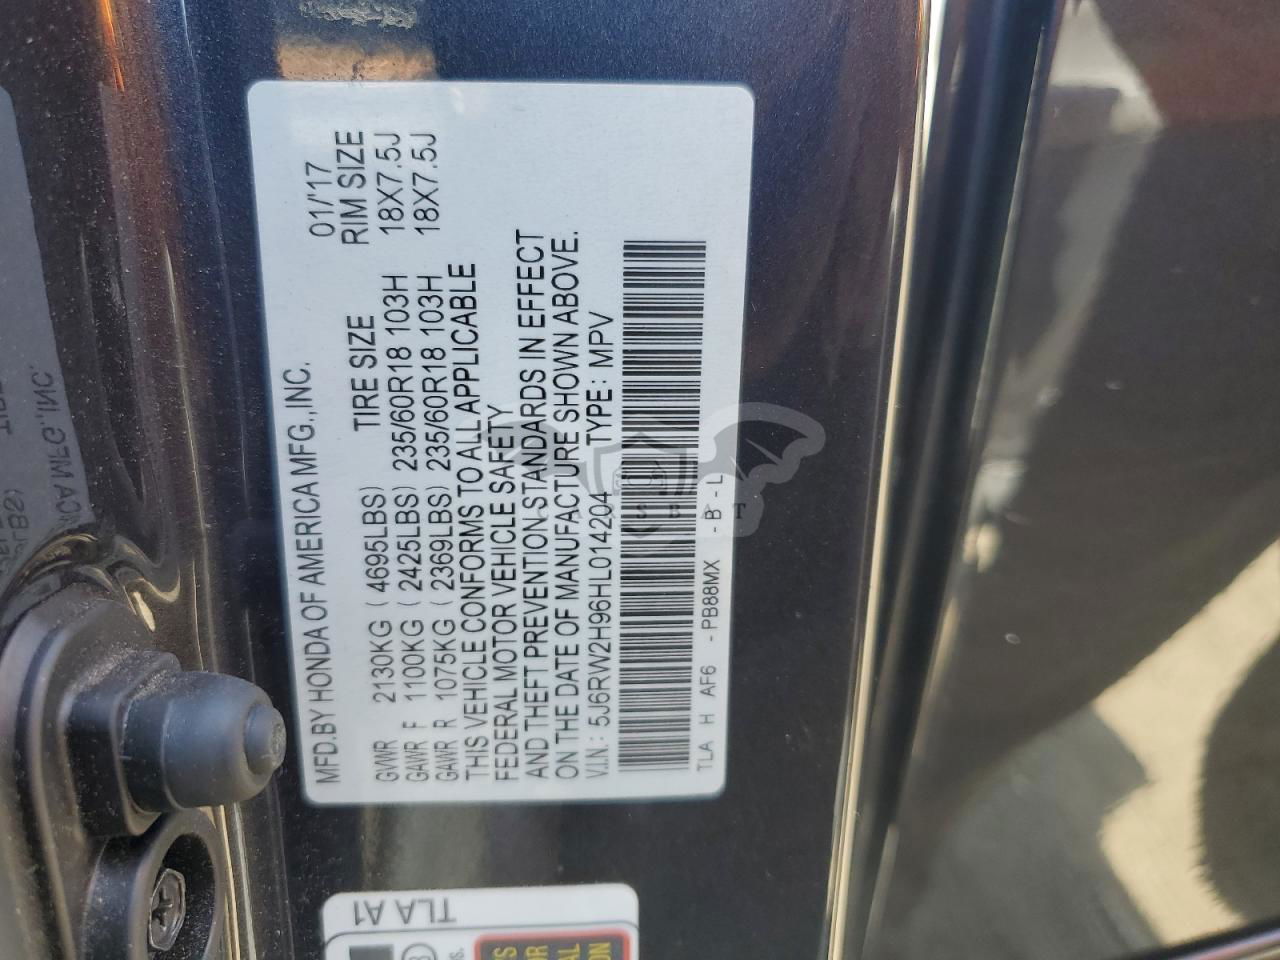 MFD.BY HONDA OF AMERICA MFG.,INC. 01/'17
TIRE SIZE RIM SIZE
GVWR 2130KG ( 4695LBS)
GAWR F 1100KG ( 2425LBS) 235/60R18 103H 18X7.5J
GAWR R 1075KG ( 2369LBS) 235/60R18 103H 18X7.5J
THIS VEHICLE CONFORMS TO ALL APPLICABLE
FEDERAL MOTOR VEHICLE SAFETY
AND THEFT PREVENTION STANDARDS IN EFFECT
ON THE DATE OF MANUFACTURE SHOWN ABOVE.
V.I.N.: 5J6RW2H96HL014204 TYPE: MPV
TLA H AF6 - PB88MX - B - L
CARSBAT
TLA A1